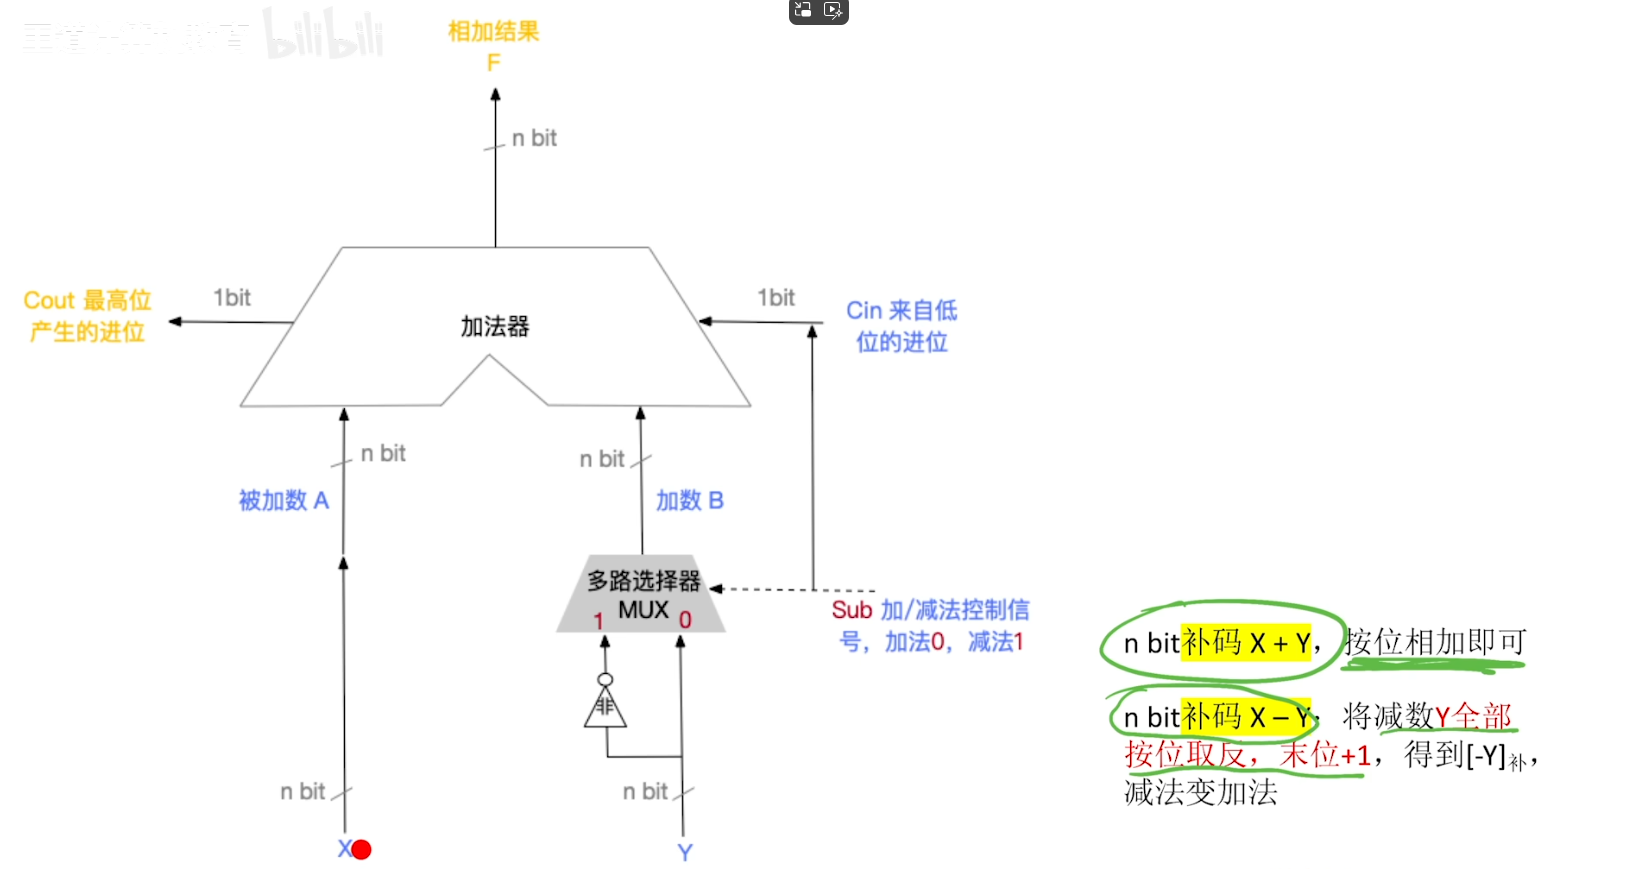 bilibili
相加结果
F
n bit
Cout 最高位
产生的进位
1bit
加法器
1bit
Cin 来自低
位的进位
n bit
被加数 A
n bit
加数 B
多路选择器
MUX
1
0
Sub 加/减法控制信
号，加法0，减法1
非
n bit
n bit
X
Y
n bit补码 X + Y，按位相加即可
n bit补码 X – Y，将减数Y全部
按位取反，末位+1，得到[-Y]补，
减法变加法